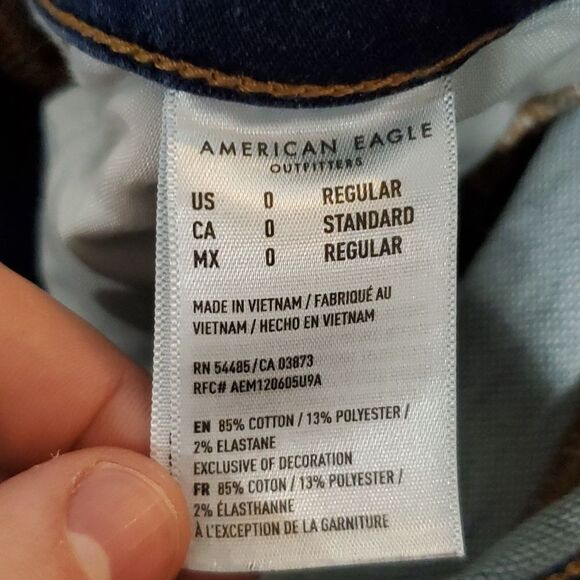 AMERICAN EAGLE
OUTFITTERS
US 0 REGULAR
CA 0 STANDARD
MX 0 REGULAR
MADE IN VIETNAM / FABRIQUÉ AU
VIETNAM / HECHO EN VIETNAM
RN 54485/CA 03873
RFC# AEM120605U9A
EN 85% COTTON / 13% POLYESTER /
2% ELASTANE
EXCLUSIVE OF DECORATION
FR 85% COTON / 13% POLYESTER /
2% ÉLASTHANNE
À L'EXCEPTION DE LA GARNITURE